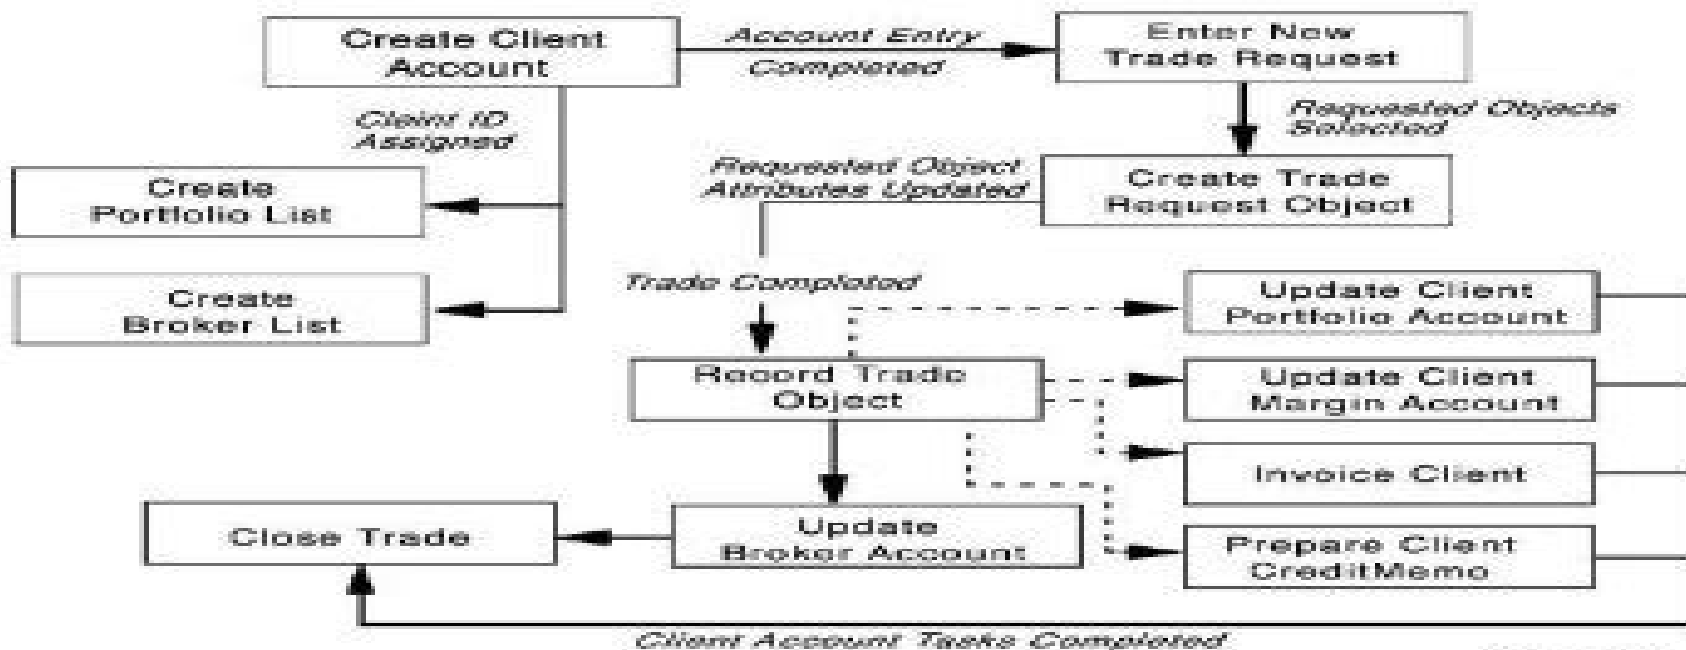 Create Client
Account
Account Entry
Completed
Enter New
Trade Request
Claint ID
Assigned
Requested Objects
Selected
Create
Portfolio List
Requested Object
Attributes Updated
Create Trade
Request Object
Create
Broker List
Trade Completed
Update Client
Portfolio Account
Record Trade
Object
Update Client
Margin Account
Invoice Client
Close Trade
Update
Broker Account
Prepare Client
CreditMemo
Client Account Tasks Completed